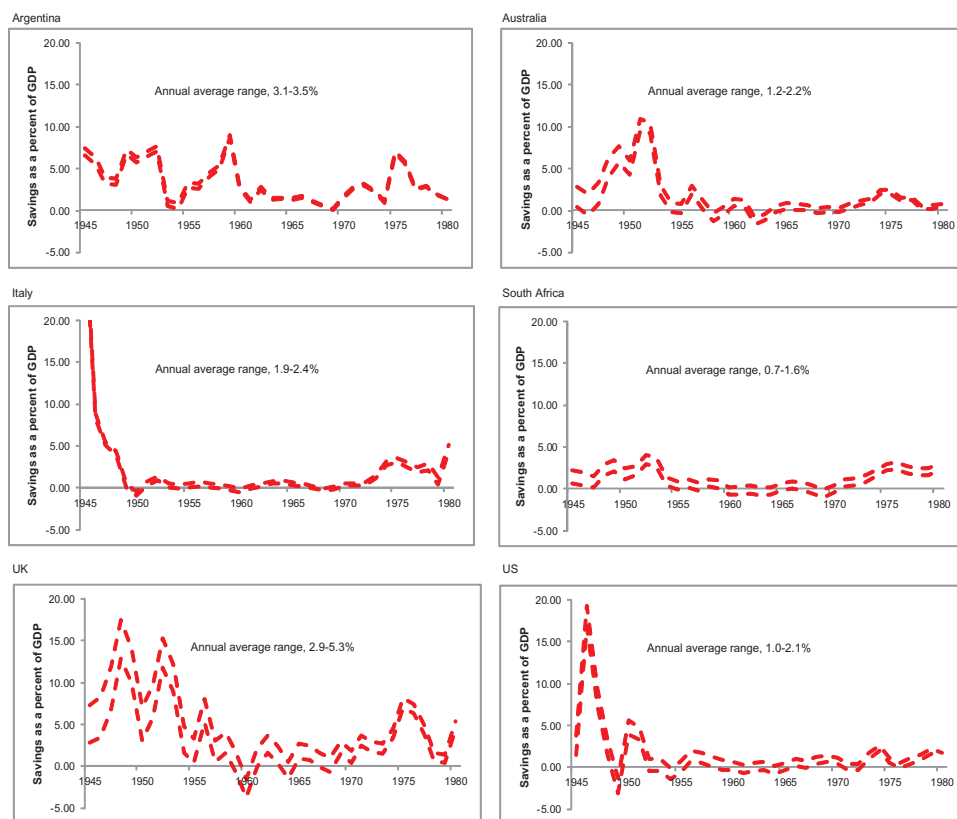 Argentina
Savings as a percent of GDP
20.00
15.00
10.00
5.00
0.00
-5.00
Annual average range, 3.1-3.5%
1945 1950 1955 1960 1965 1970 1975 1980
Australia
Savings as a percent of GDP
20.00
15.00
10.00
5.00
0.00
-5.00
Annual average range, 1.2-2.2%
1945 1950 1955 1960 1965 1970 1975 1980
Italy
Savings as a percent of GDP
20.00
15.00
10.00
5.00
0.00
-5.00
Annual average range, 1.9-2.4%
1945 1950 1955 1960 1965 1970 1975 1980
South Africa
Savings as a percent of GDP
20.00
15.00
10.00
5.00
0.00
-5.00
Annual average range, 0.7-1.6%
1945 1950 1955 1960 1965 1970 1975 1980
UK
Savings as a percent of GDP
20.00
15.00
10.00
5.00
0.00
-5.00
Annual average range, 2.9-5.3%
1945 1950 1955 1960 1965 1970 1975 1980
US
Savings as a percent of GDP
20.00
15.00
10.00
5.00
0.00
-5.00
Annual average range, 1.0-2.1%
1945 1950 1955 1960 1965 1970 1975 1980